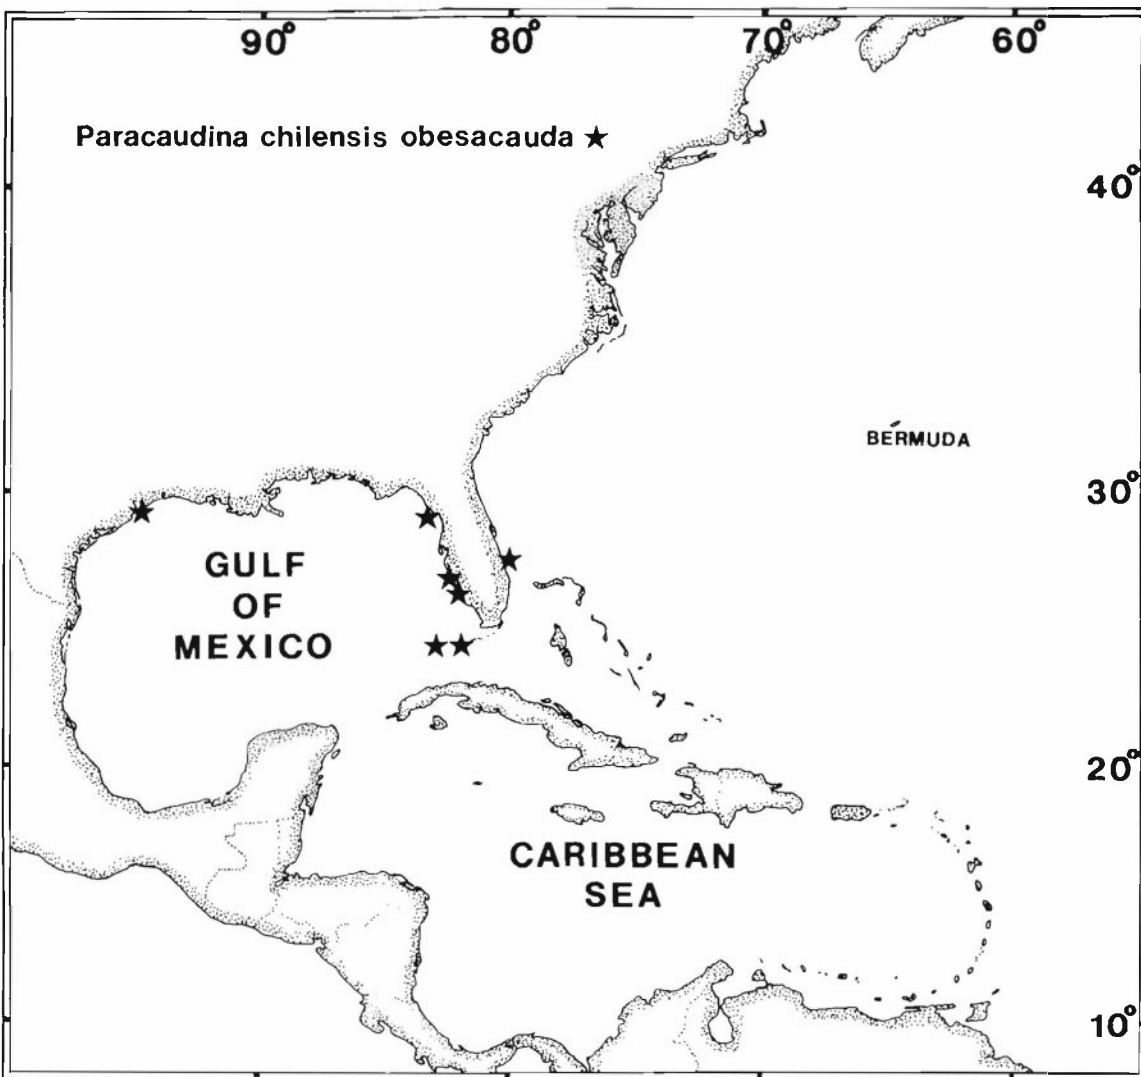 90° 80° 70° 60°
Paracaudina chilensis obesacauda ★
40°
BERMUDA
30°
GULF
OF
MEXICO
20°
CARIBBEAN
SEA
10°